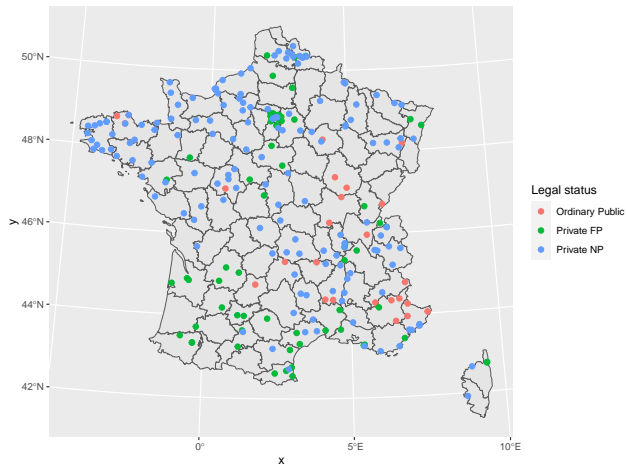 50°N
48°N
46°N
44°N
42°N
y
0°
5°E
10°E
x
Legal status
Ordinary Public
Private FP
Private NP